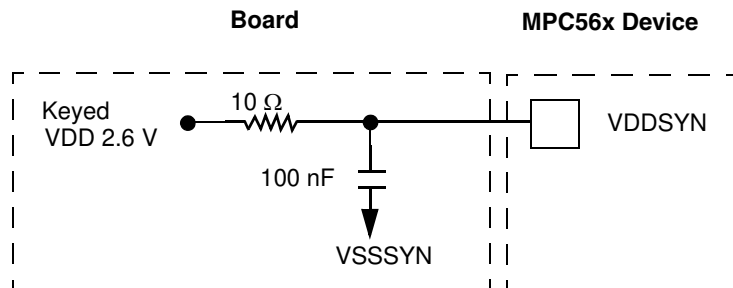 Board
MPC56x Device
Keyed
VDD 2.6 V
10 Ω
VDDSYN
100 nF
VSSSYN